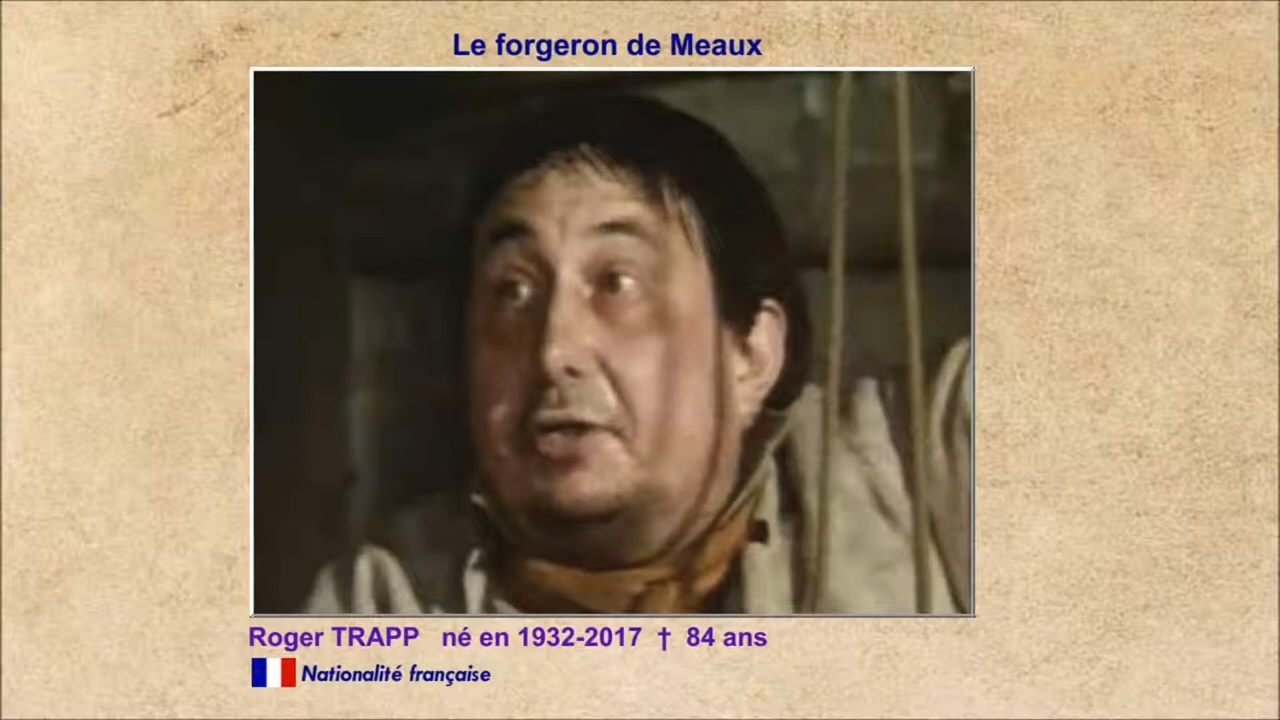 Le forgeron de Meaux
Roger TRAPP né en 1932-2017 † 84 ans
Nationalité française